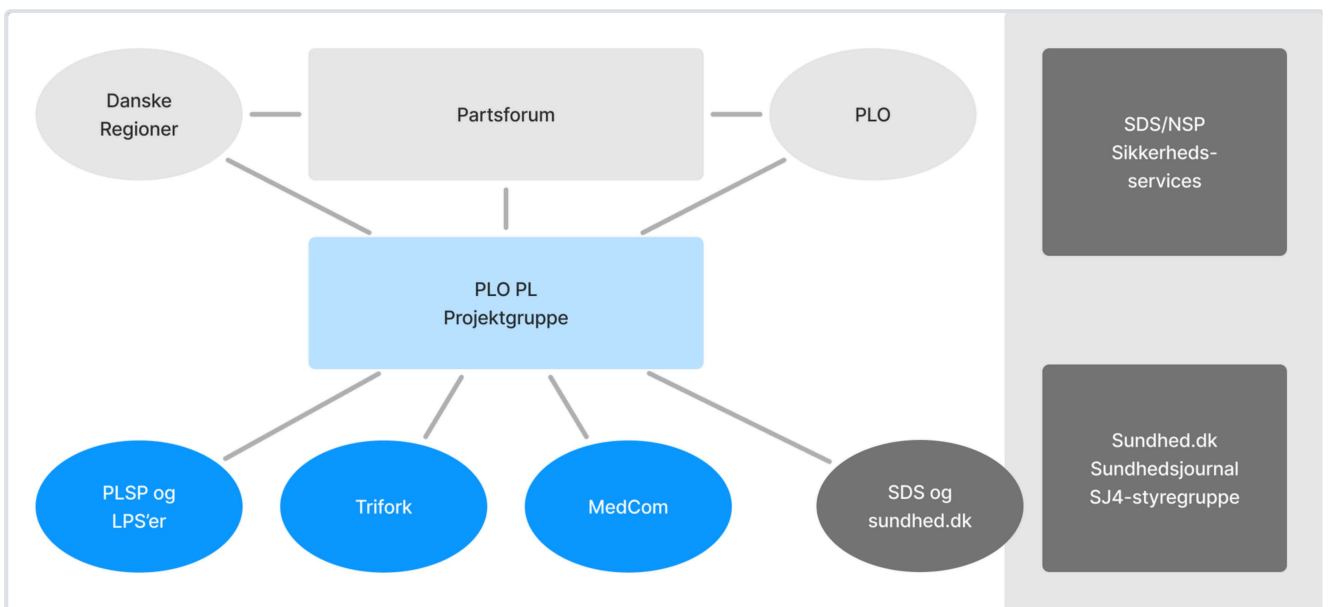 Danske
Regioner
Partsforum
PLO
SDS/NSP
Sikkerheds-
services
PLO PL
Projektgruppe
PLSP og
LPS’er
Trifork
MedCom
SDS og
sundhed.dk
Sundhed.dk
Sundhedsjournal
SJ4-styregruppe